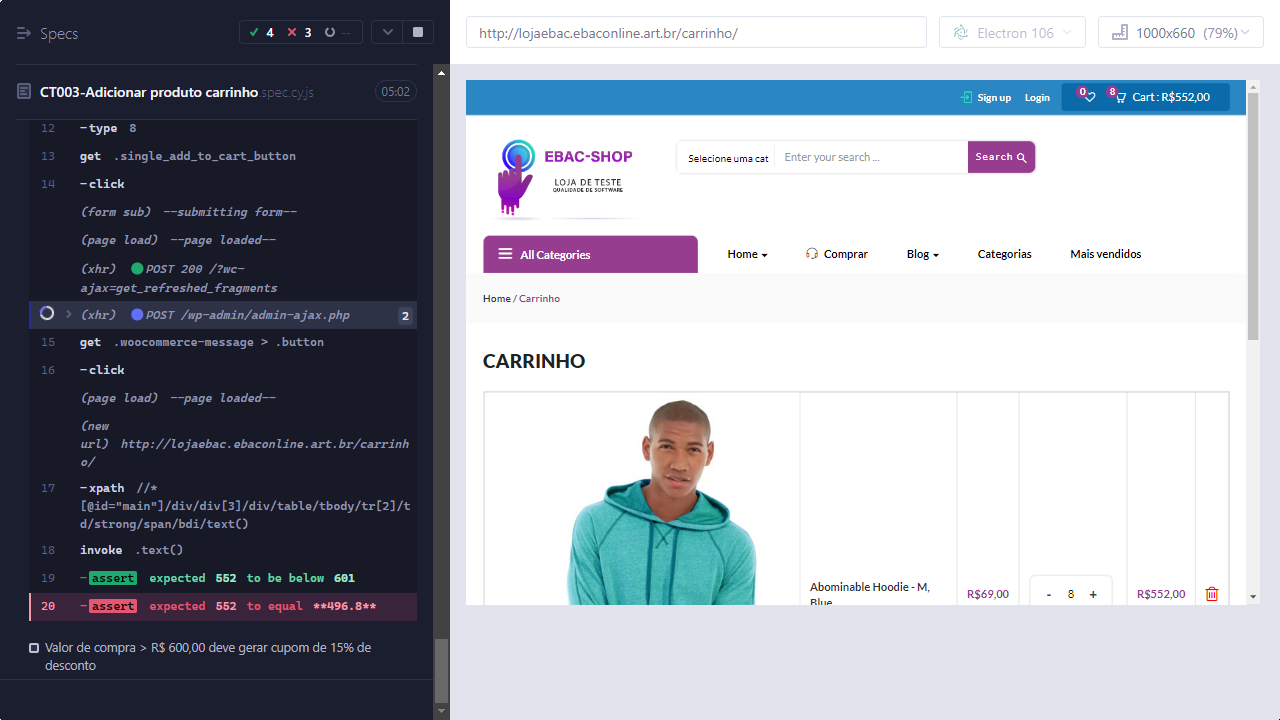 Specs
4
3
--
CT003-Adicionar produto carrinho.spec.cy.js
05:02
12 -type 8
13 get .single_add_to_cart_button
14 -click
(form sub) --submitting form--
(page load) --page loaded--
(xhr) POST 200 /?wc-
ajax=get_refreshed_fragments
(xhr) POST /wp-admin/admin-ajax.php 2
15 get .woocommerce-message > .button
16 -click
(page load) --page loaded--
(new
url) http://lojaebac.ebaconline.art.br/carrinh
o/
17 -xpath //*
[@id="main"]/div/div[3]/div/table/tbody/tr[2]/t
d/strong/span/bdi/text()
18 invoke .text()
19 -assert expected 552 to be below 601
20 -assert expected 552 to equal **496.8**
Valor de compra > R$ 600,00 deve gerar cupom de 15% de
desconto
http://lojaebac.ebaconline.art.br/carrinho/
Electron 106
1000x660 (79%)
Sign up
Login
0
8
Cart : R$552,00
EBAC-SHOP
LOJA DE TESTE
QUALIDADE DE SOFTWARE
Selecione uma cat
Enter your search ...
Search
All Categories
Home
Comprar
Blog
Categorias
Mais vendidos
Home / Carrinho
CARRINHO
Abominable Hoodie - M,
Blue
R$69,00
- 8 +
R$552,00